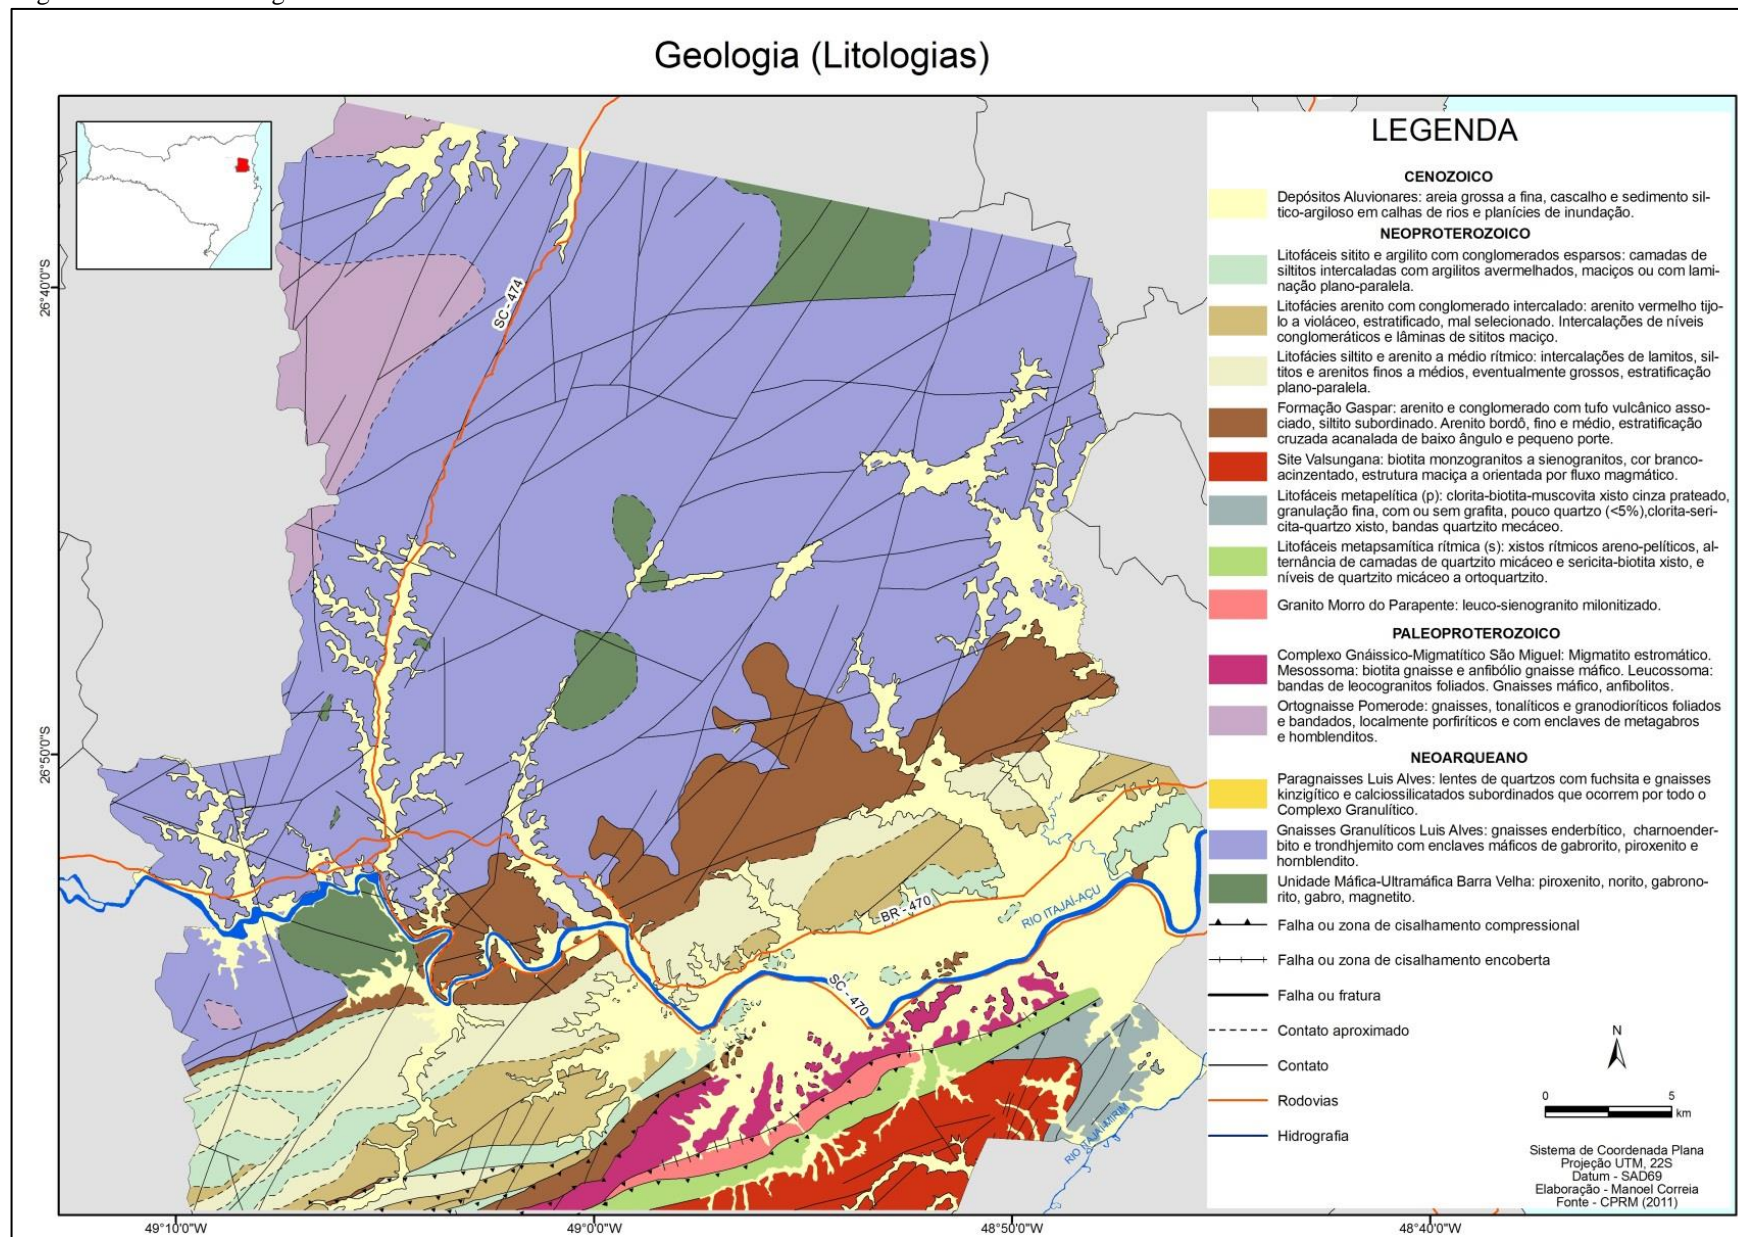 Geologia (Litologias)
LEGENDA
CENOZOICO
Depósitos Aluvionares: areia grossa a fina, cascalho e sedimento sil-
tico-argiloso em calhas de rios e planícies de inundação.
NEOPROTEROZOICO
Litofáceis sitito e argilito com conglomerados esparsos: camadas de
siltitos intercaladas com argilitos avermelhados, maciços ou com lami-
nação plano-paralela.
Litofácies arenito com conglomerado intercalado: arenito vermelho tijo-
lo a violáceo, estratificado, mal selecionado. Intercalações de níveis
conglomeráticos e lâminas de sititos maciço.
Litofácies siltito e arenito a médio rítmico: intercalações de lamitos, sil-
titos e arenitos finos a médios, eventualmente grossos, estratificação
plano-paralela.
Formação Gaspar: arenito e conglomerado com tufo vulcânico asso-
ciado, siltito subordinado. Arenito bordô, fino e médio, estratificação
cruzada acanalada de baixo ângulo e pequeno porte.
Site Valsungana: biotita monzogranitos a sienogranitos, cor branco-
acinzentado, estrutura maciça a orientada por fluxo magmático.
Litofáceis metapelítica (p): clorita-biotita-muscovita xisto cinza prateado,
granulação fina, com ou sem grafita, pouco quartzo (<5%),clorita-seri-
cita-quartzo xisto, bandas quartzito mecáceo.
Litofáceis metapsamítica rítmica (s): xistos rítmicos areno-pelíticos, al-
ternância de camadas de quartzito micáceo e sericita-biotita xisto, e
níveis de quartzito micáceo a ortoquartzito.
Granito Morro do Parapente: leuco-sienogranito milonitizado.
PALEOPROTEROZOICO
Complexo Gnáissico-Migmatítico São Miguel: Migmatito estromático.
Mesossoma: biotita gnaisse e anfibólio gnaisse máfico. Leucossoma:
bandas de leocogranitos foliados. Gnaisses máfico, anfibolitos.
Ortognaisse Pomerode: gnaisses, tonalíticos e granodioríticos foliados
e bandados, localmente porfiríticos e com enclaves de metagabros
e homblenditos.
NEOARQUEANO
Paragnaisses Luis Alves: lentes de quartzos com fuchsita e gnaisses
kinzigítico e calciossilicatados subordinados que ocorrem por todo o
Complexo Granulítico.
Gnaisses Granulíticos Luis Alves: gnaisses enderbítico, charnoender-
bito e trondhjemito com enclaves máficos de gabrorito, piroxenito e
homblendito.
Unidade Máfica-Ultramáfica Barra Velha: piroxenito, norito, gabrono-
rito, gabro, magnetito.
Falha ou zona de cisalhamento compressional
Falha ou zona de cisalhamento encoberta
Falha ou fratura
Contato aproximado
Contato
Rodovias
Hidrografia
N
0 5
km
Sistema de Coordenada Plana
Projeção UTM, 22S
Datum - SAD69
Elaboração - Manoel Correia
Fonte - CPRM (2011)
26°40'0"S
26°50'0"S
SC - 474
BR - 470
RIO ITAJAÍ-AÇU
SC - 470
RIO ITAJAÍ-MIRIM
49°10'0"W
49°0'0"W
48°50'0"W
48°40'0"W